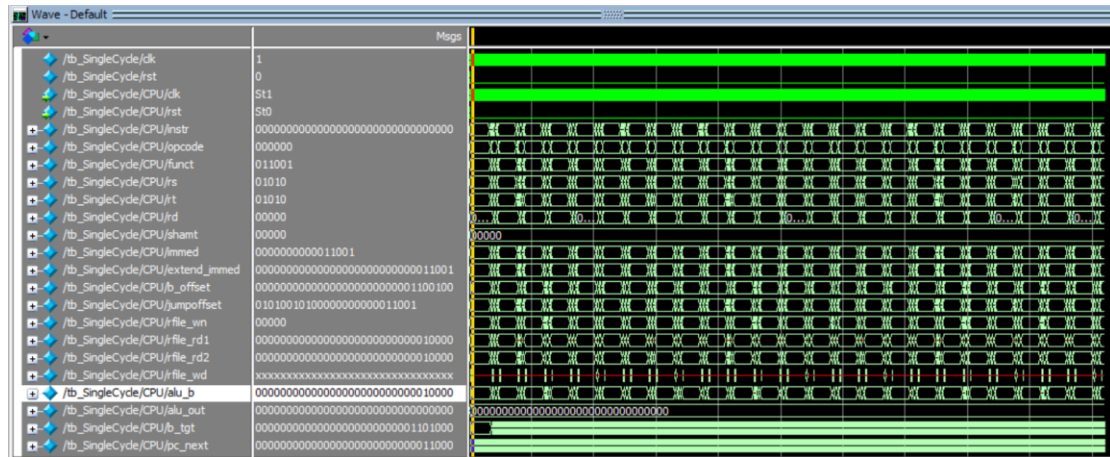 Wave - Default
Msgs
/tb_SingleCycle/clk 1
/tb_SingleCycle/rst 0
/tb_SingleCycle/CPU/clk St1
/tb_SingleCycle/CPU/rst St0
/tb_SingleCycle/CPU/instr 00000000000000000000000000000000
/tb_SingleCycle/CPU/opcode 000000
/tb_SingleCycle/CPU/funct 011001
/tb_SingleCycle/CPU/rs 01010
/tb_SingleCycle/CPU/rt 01010
/tb_SingleCycle/CPU/rd 00000 0... 0... 0... 0... 0...
/tb_SingleCycle/CPU/shamt 00000 00000
/tb_SingleCycle/CPU/immed 0000000000011001
/tb_SingleCycle/CPU/extend_immed 00000000000000000000000000011001
/tb_SingleCycle/CPU/b_offset 00000000000000000000000001100100
/tb_SingleCycle/CPU/jumpoffset 01010010100000000000011001
/tb_SingleCycle/CPU/rfile_wn 00000
/tb_SingleCycle/CPU/rfile_rd1 00000000000000000000000000010000
/tb_SingleCycle/CPU/rfile_rd2 00000000000000000000000000010000
/tb_SingleCycle/CPU/rfile_wd xxxxxxxxxxxxxxxxxxxxxxxxxxxxxxxx
/tb_SingleCycle/CPU/alu_b 00000000000000000000000000010000
/tb_SingleCycle/CPU/alu_out 00000000000000000000000000000000 00000000000000000000000000000000
/tb_SingleCycle/CPU/b_tgt 00000000000000000000000001101000
/tb_SingleCycle/CPU/pc_next 00000000000000000000000000011000